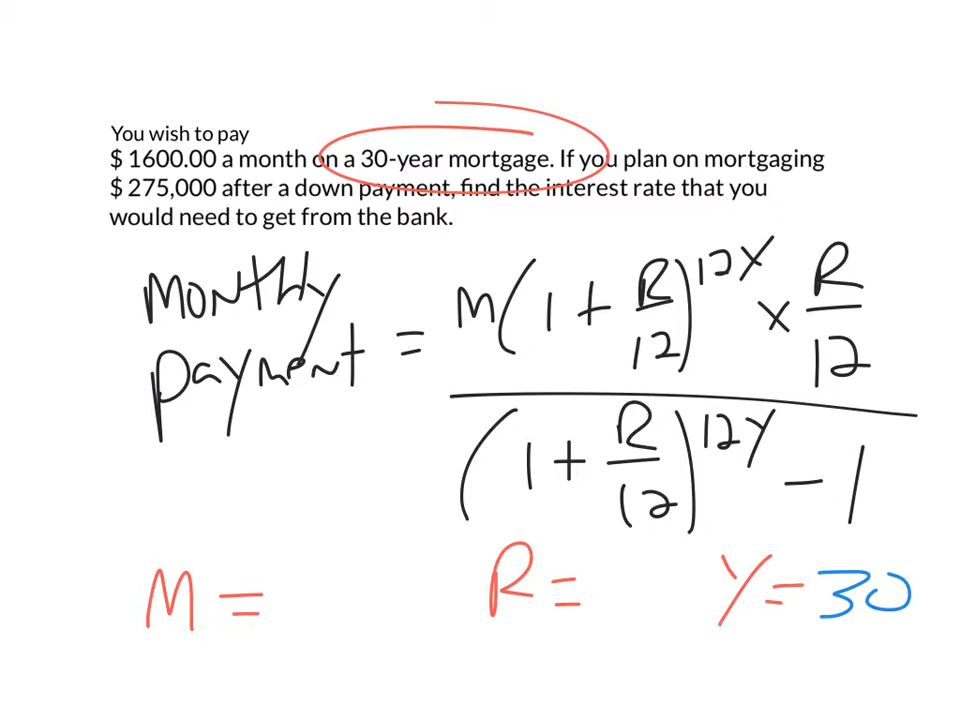 You wish to pay
$ 1600.00 a month on a 30-year mortgage. If you plan on mortgaging
$ 275,000 after a down payment, find the interest rate that you
would need to get from the bank.
Monthly payment = M(1 + R/12)^12Y × R/12
(1 + R/12)^12Y − 1
M = R = Y = 30